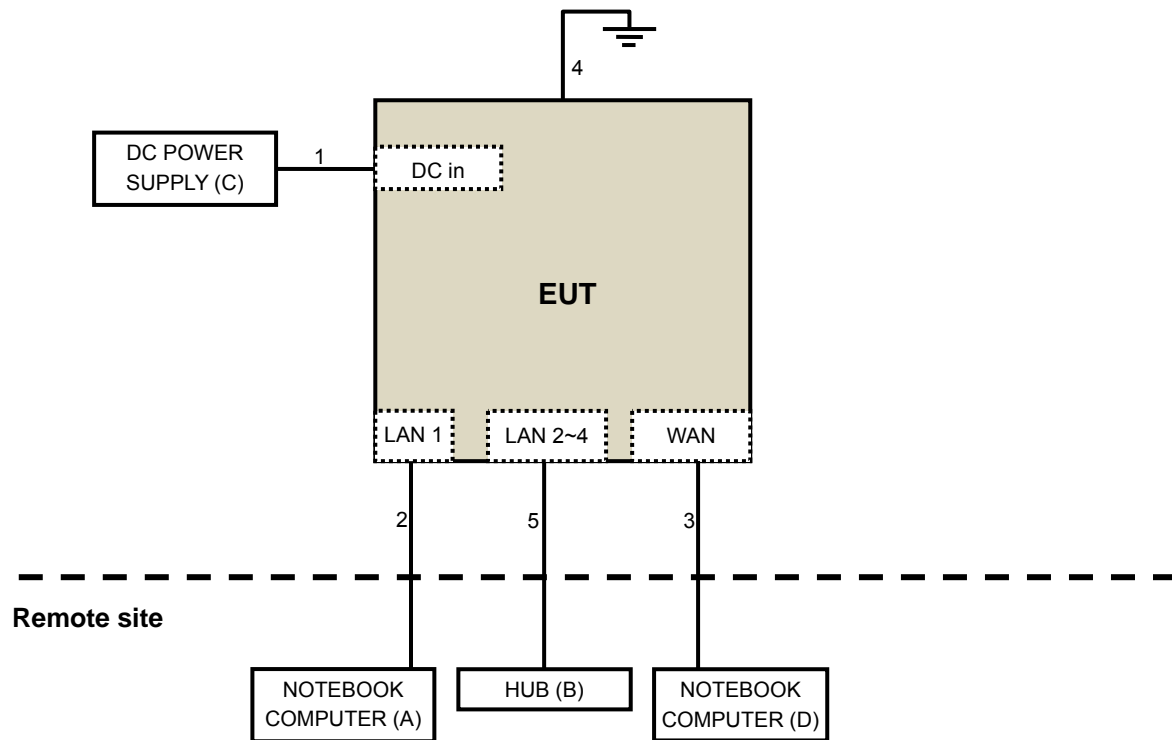 4
DC POWER
SUPPLY (C)
1
DC in
EUT
LAN 1
LAN 2~4
WAN
2
5
3
Remote site
NOTEBOOK
COMPUTER (A)
HUB (B)
NOTEBOOK
COMPUTER (D)